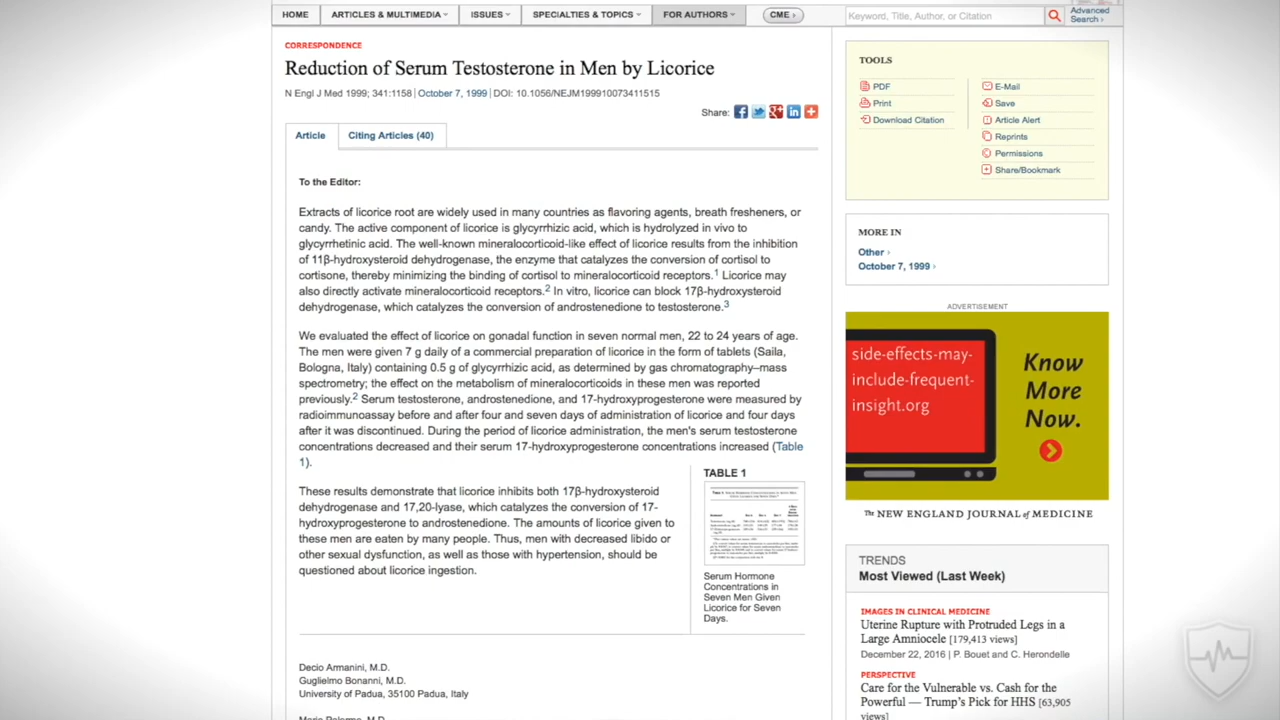 HOME
ARTICLES & MULTIMEDIA
ISSUES
SPECIALTIES & TOPICS
FOR AUTHORS
CME ›
Keyword, Title, Author, or Citation
Advanced
Search ›
CORRESPONDENCE
Reduction of Serum Testosterone in Men by Licorice
N Engl J Med 1999; 341:1158 | October 7, 1999 | DOI: 10.1056/NEJM199910073411515
Share:
Article
Citing Articles (40)
To the Editor:
Extracts of licorice root are widely used in many countries as flavoring agents, breath fresheners, or
candy. The active component of licorice is glycyrrhizic acid, which is hydrolyzed in vivo to
glycyrrhetinic acid. The well-known mineralocorticoid-like effect of licorice results from the inhibition
of 11β-hydroxysteroid dehydrogenase, the enzyme that catalyzes the conversion of cortisol to
cortisone, thereby minimizing the binding of cortisol to mineralocorticoid receptors.1 Licorice may
also directly activate mineralocorticoid receptors.2 In vitro, licorice can block 17β-hydroxysteroid
dehydrogenase, which catalyzes the conversion of androstenedione to testosterone.3
We evaluated the effect of licorice on gonadal function in seven normal men, 22 to 24 years of age.
The men were given 7 g daily of a commercial preparation of licorice in the form of tablets (Saila,
Bologna, Italy) containing 0.5 g of glycyrrhizic acid, as determined by gas chromatography–mass
spectrometry; the effect on the metabolism of mineralocorticoids in these men was reported
previously.2 Serum testosterone, androstenedione, and 17-hydroxyprogesterone were measured by
radioimmunoassay before and after four and seven days of administration of licorice and four days
after it was discontinued. During the period of licorice administration, the men's serum testosterone
concentrations decreased and their serum 17-hydroxyprogesterone concentrations increased (Table
1).
These results demonstrate that licorice inhibits both 17β-hydroxysteroid
dehydrogenase and 17,20-lyase, which catalyzes the conversion of 17-
hydroxyprogesterone to androstenedione. The amounts of licorice given to
these men are eaten by many people. Thus, men with decreased libido or
other sexual dysfunction, as well as those with hypertension, should be
questioned about licorice ingestion.
TABLE 1
Serum Hormone
Concentrations in
Seven Men Given
Licorice for Seven
Days.
Decio Armanini, M.D.
Guglielmo Bonanni, M.D.
University of Padua, 35100 Padua, Italy
TOOLS
PDF
Print
Download Citation
E-Mail
Save
Article Alert
Reprints
Permissions
Share/Bookmark
MORE IN
Other ›
October 7, 1999 ›
ADVERTISEMENT
side-effects-may-
include-frequent-
insight.org
Know
More
Now.
The NEW ENGLAND JOURNAL of MEDICINE
TRENDS
Most Viewed (Last Week)
IMAGES IN CLINICAL MEDICINE
Uterine Rupture with Protruded Legs in a
Large Amniocele [179,413 views]
December 22, 2016 | P. Bouet and C. Herondelle
PERSPECTIVE
Care for the Vulnerable vs. Cash for the
Powerful — Trump's Pick for HHS [63,905
views]